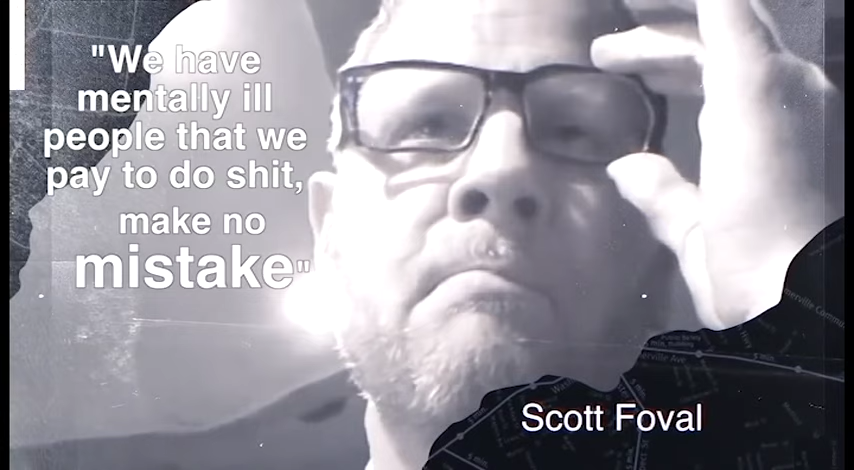 "We have
mentally ill
people that we
pay to do shit,
make no
mistake"
Scott Foval